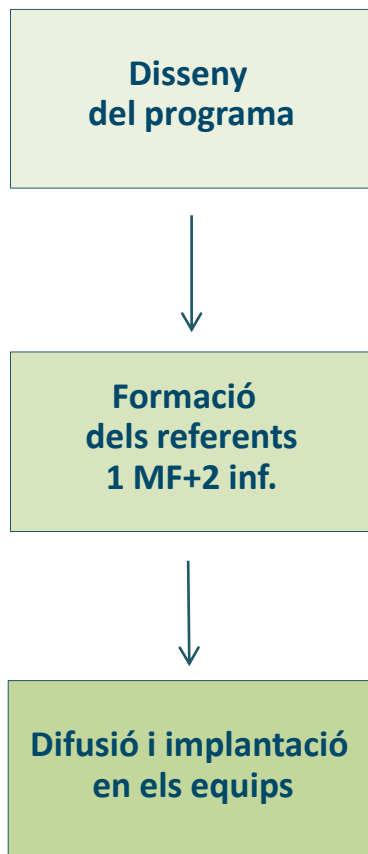 Disseny
del programa
Formació
dels referents
1 MF+2 inf.
Difusió i implantació
en els equips